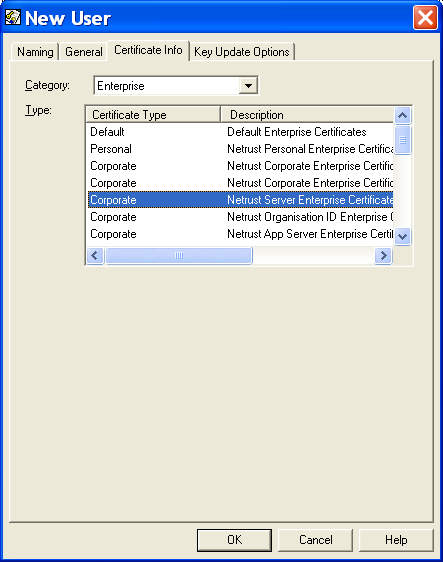 New User
Naming General Certificate Info Key Update Options
Category: Enterprise
Type:
Certificate Type Description
Default Default Enterprise Certificates
Personal Netrust Personal Enterprise Certifica
Corporate Netrust Corporate Enterprise Certific
Corporate Netrust Corporate Enterprise Certific
Corporate Netrust Server Enterprise Certificate
Corporate Netrust Organisation ID Enterprise C
Corporate Netrust App Server Enterprise Certif
OK Cancel Help